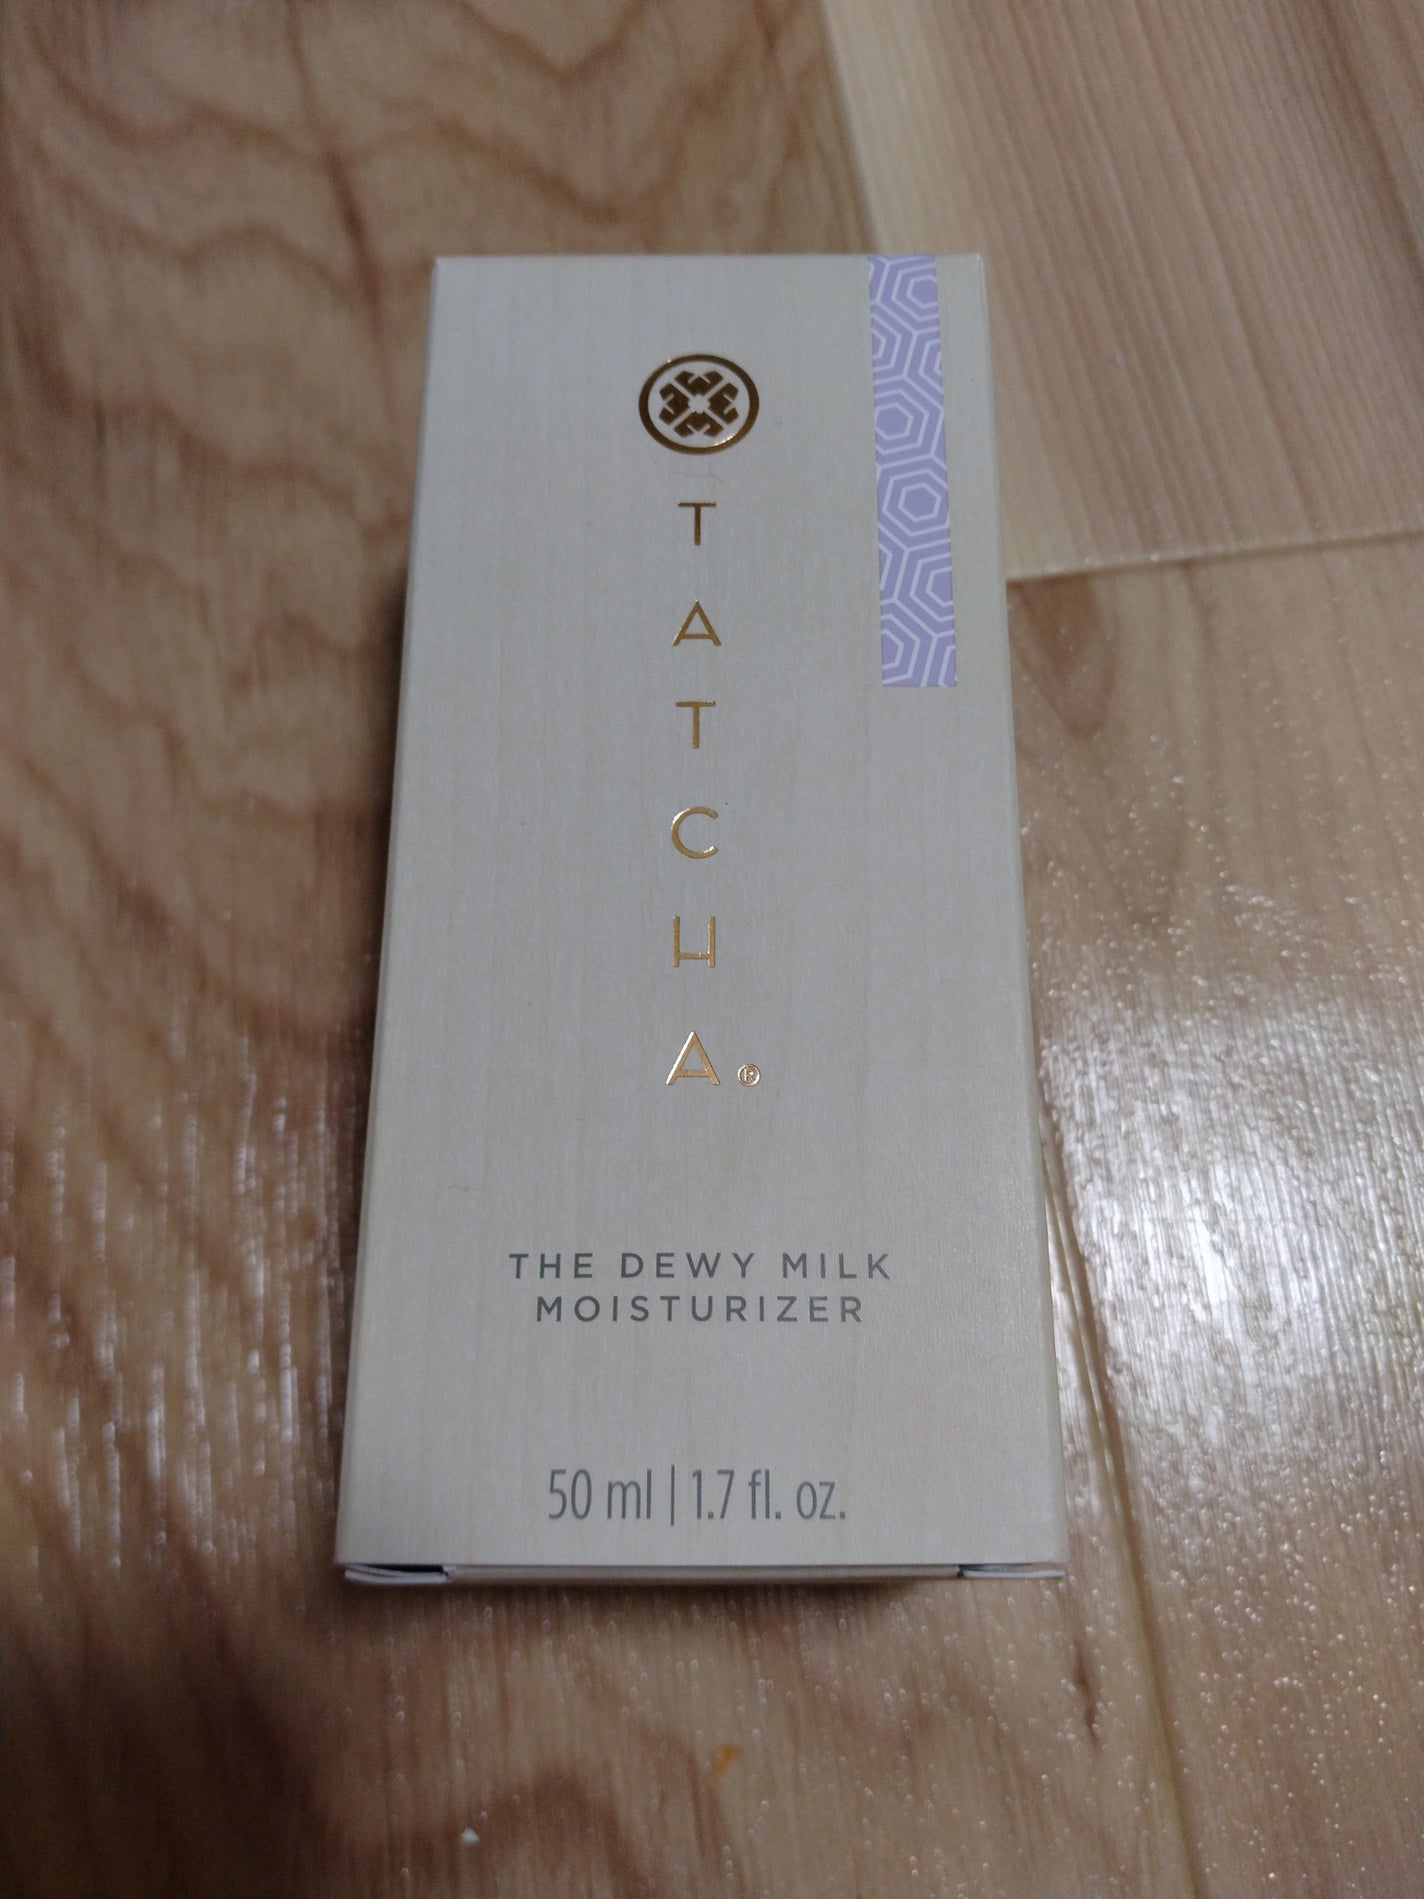 TATCHA®
THE DEWY MILK
MOISTURIZER
50 ml | 1.7 fl. oz.